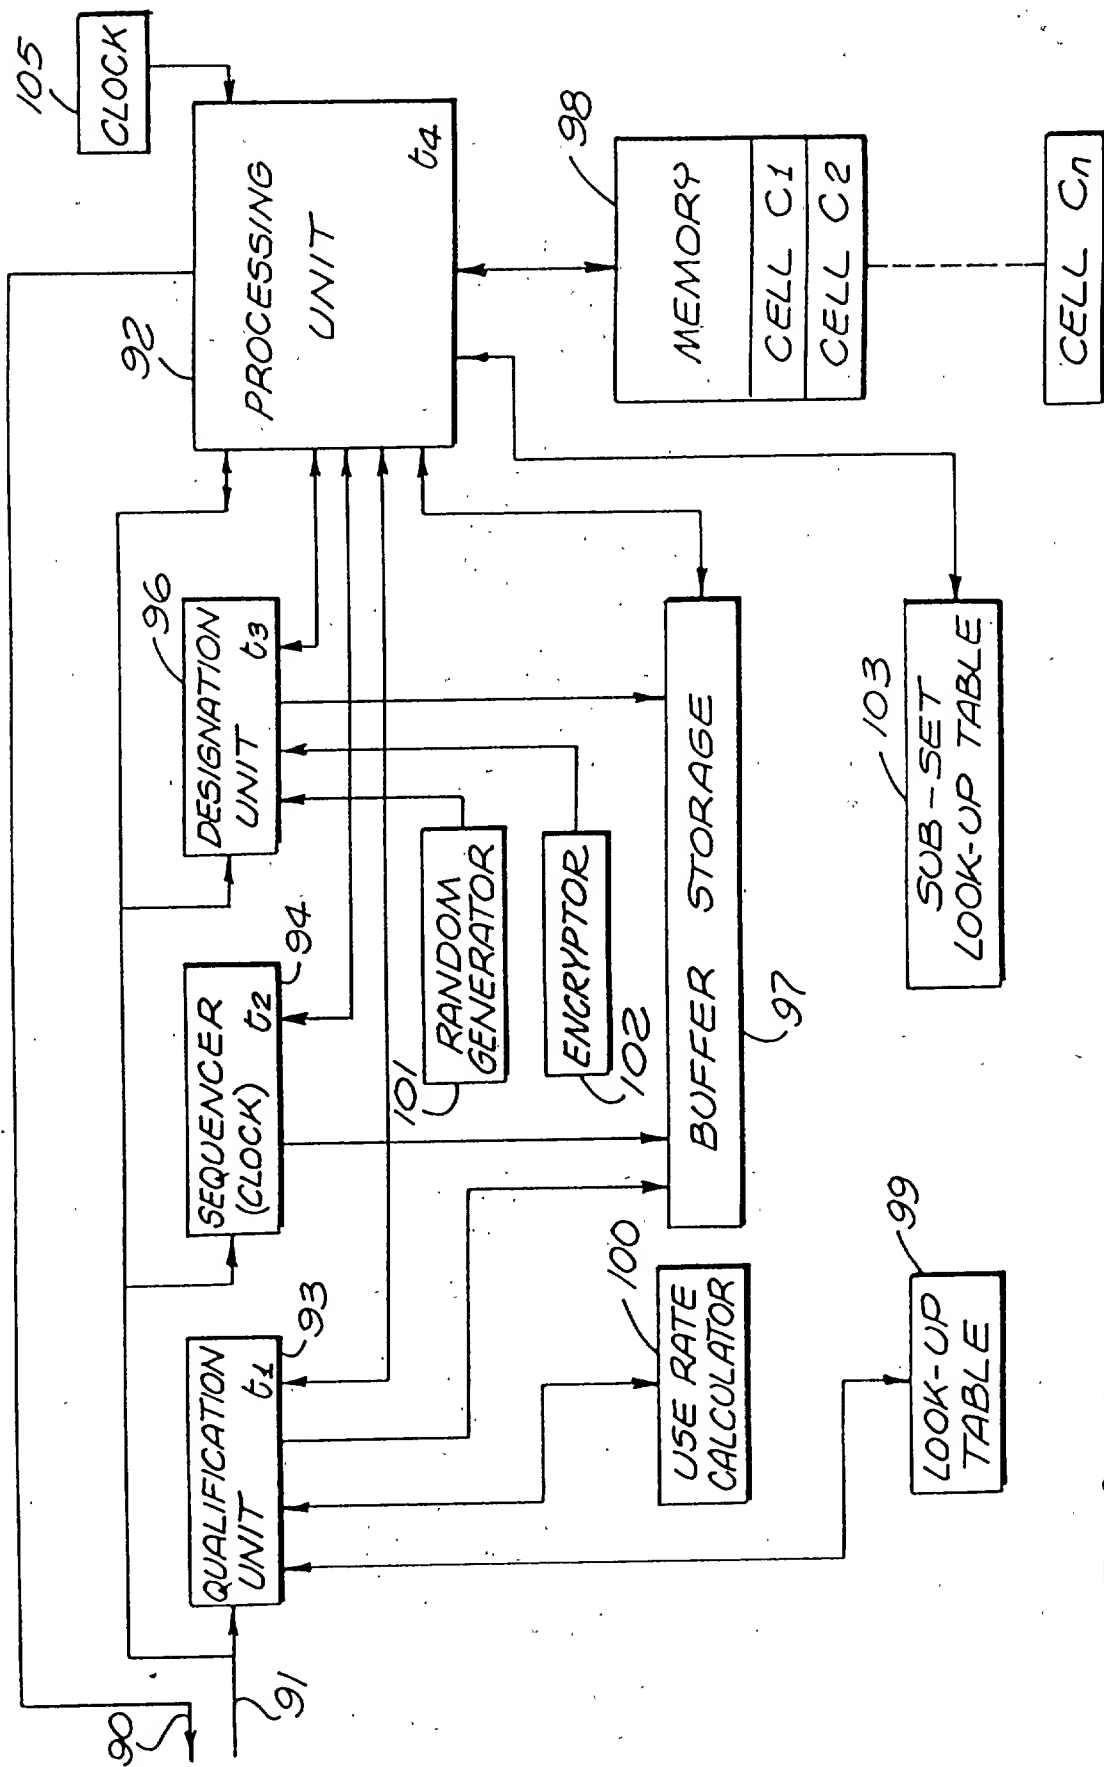 105
CLOCK
92
PROCESSING
UNIT
t4
96
DESIGNATION
UNIT
t3
94
SEQUENCER
(CLOCK)
t2
93
QUALIFICATION
UNIT
t1
90
91
98
MEMORY
CELL C1
CELL C2
CELL Cn
101
RANDOM
GENERATOR
102
ENCRYPTOR
BUFFER STORAGE
97
100
USE RATE
CALCULATOR
99
LOOK-UP
TABLE
103
SUB-SET
LOOK-UP TABLE